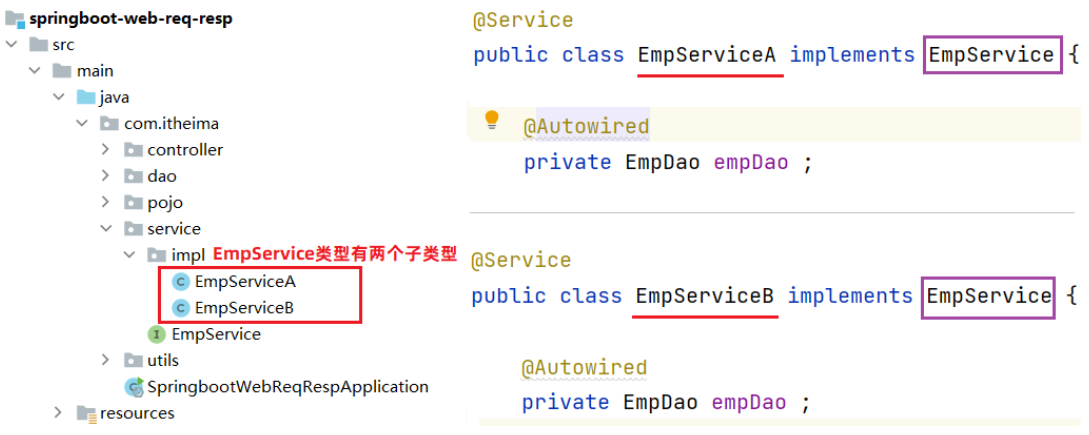 springboot-web-req-resp
src
main
java
com.itheima
controller
dao
pojo
service
impl EmpService类型有两个子类型
C EmpServiceA
C EmpServiceB
I EmpService
utils
SpringbootWebReqRespApplication
resources
@Service
public class EmpServiceA implements EmpService {
@Autowired
private EmpDao empDao ;
@Service
public class EmpServiceB implements EmpService {
@Autowired
private EmpDao empDao ;